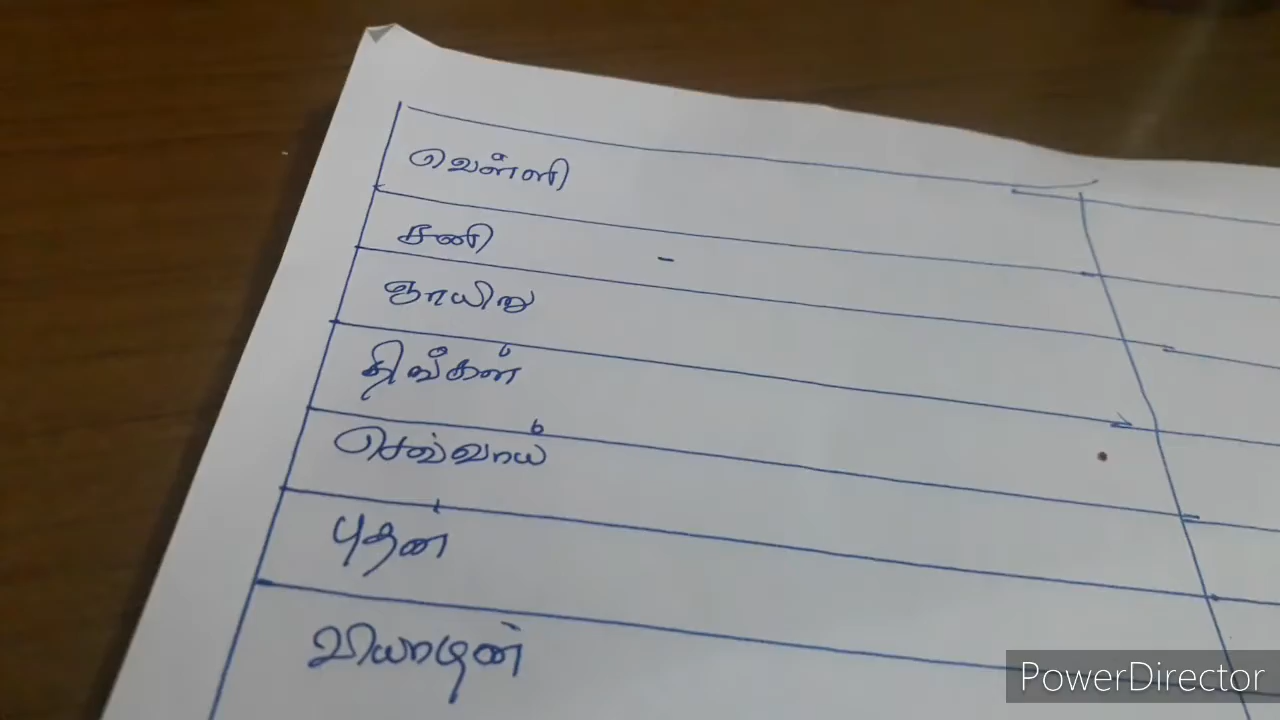 வெள்ளி
சனி
ஞாயிறு
திங்கள்
செவ்வாய்
புதன்
வியாழன்
PowerDirector